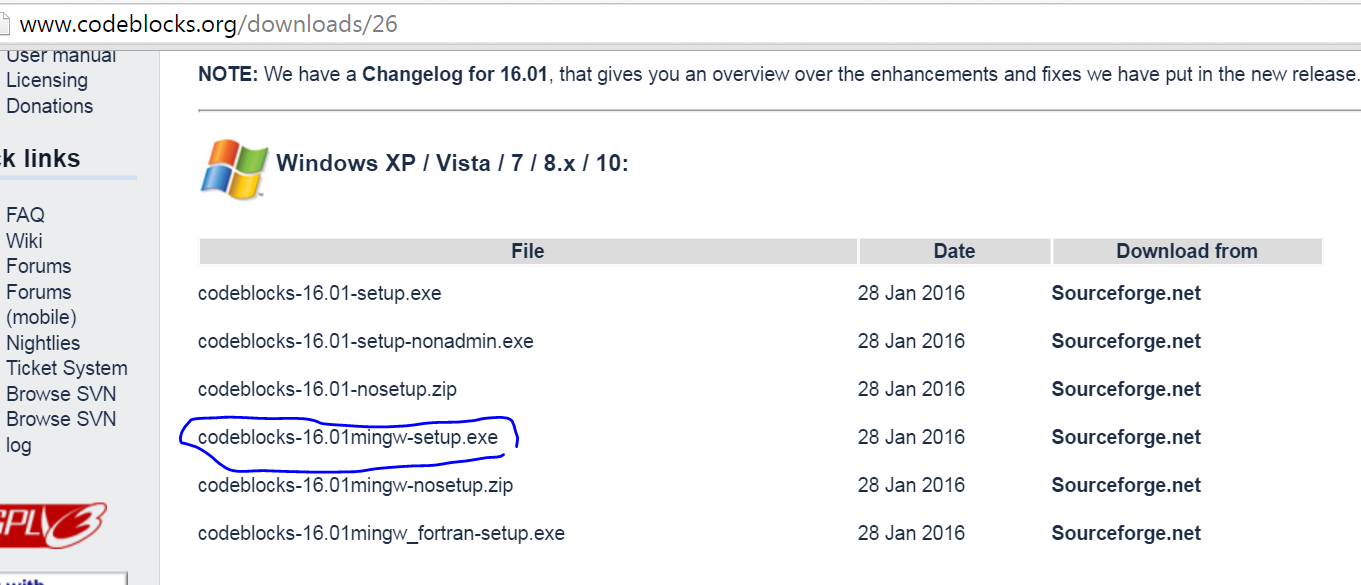 www.codeblocks.org/downloads/26
User manual
Licensing
Donations
k links
FAQ
Wiki
Forums
Forums
(mobile)
Nightlies
Ticket System
Browse SVN
Browse SVN
log
GPLv3
with
NOTE: We have a Changelog for 16.01, that gives you an overview over the enhancements and fixes we have put in the new release.
Windows XP / Vista / 7 / 8.x / 10:
File Date Download from
codeblocks-16.01-setup.exe 28 Jan 2016 Sourceforge.net
codeblocks-16.01-setup-nonadmin.exe 28 Jan 2016 Sourceforge.net
codeblocks-16.01-nosetup.zip 28 Jan 2016 Sourceforge.net
codeblocks-16.01mingw-setup.exe 28 Jan 2016 Sourceforge.net
codeblocks-16.01mingw-nosetup.zip 28 Jan 2016 Sourceforge.net
codeblocks-16.01mingw_fortran-setup.exe 28 Jan 2016 Sourceforge.net